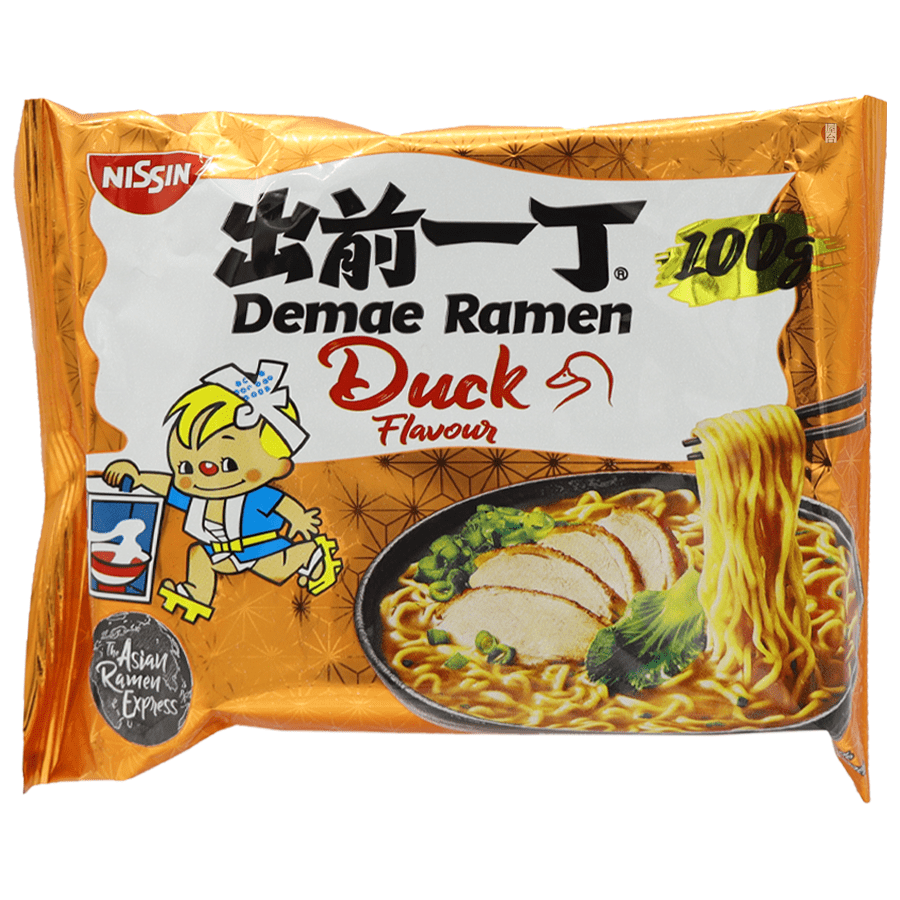 NISSIN
出前一丁®
100g
Demae Ramen
Duck
Flavour
The
Asian
Ramen
Express